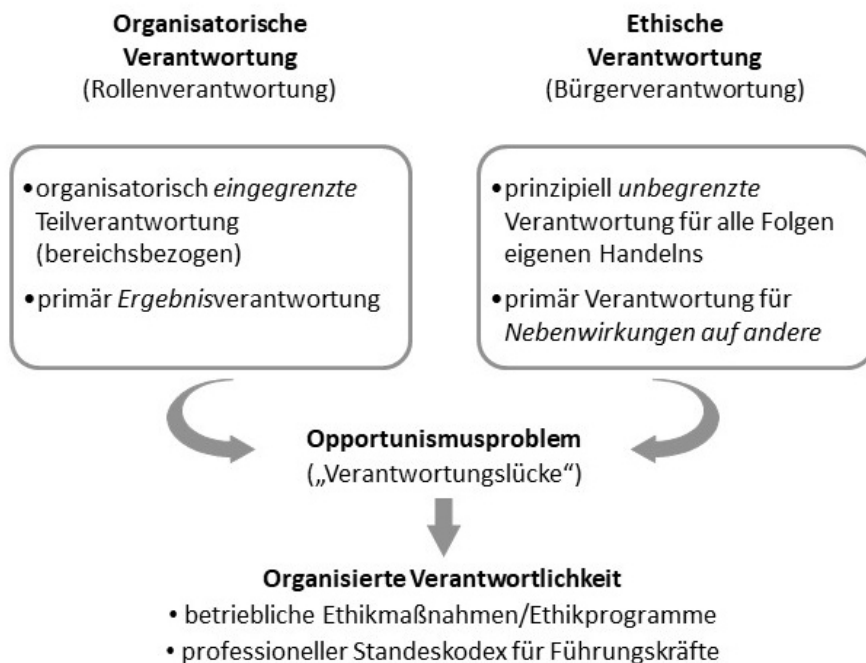 Organisatorische
Verantwortung
(Rollenverantwortung)
•organisatorisch eingegrenzte
Teilverantwortung
(bereichsbezogen)
•primär Ergebnisverantwortung
Ethische
Verantwortung
(Bürgerverantwortung)
•prinzipiell unbegrenzte
Verantwortung für alle Folgen
eigenen Handelns
•primär Verantwortung für
Nebenwirkungen auf andere
Opportunismusproblem
(„Verantwortungslücke“)
Organisierte Verantwortlichkeit
• betriebliche Ethikmaßnahmen/Ethikprogramme
• professioneller Standeskodex für Führungskräfte